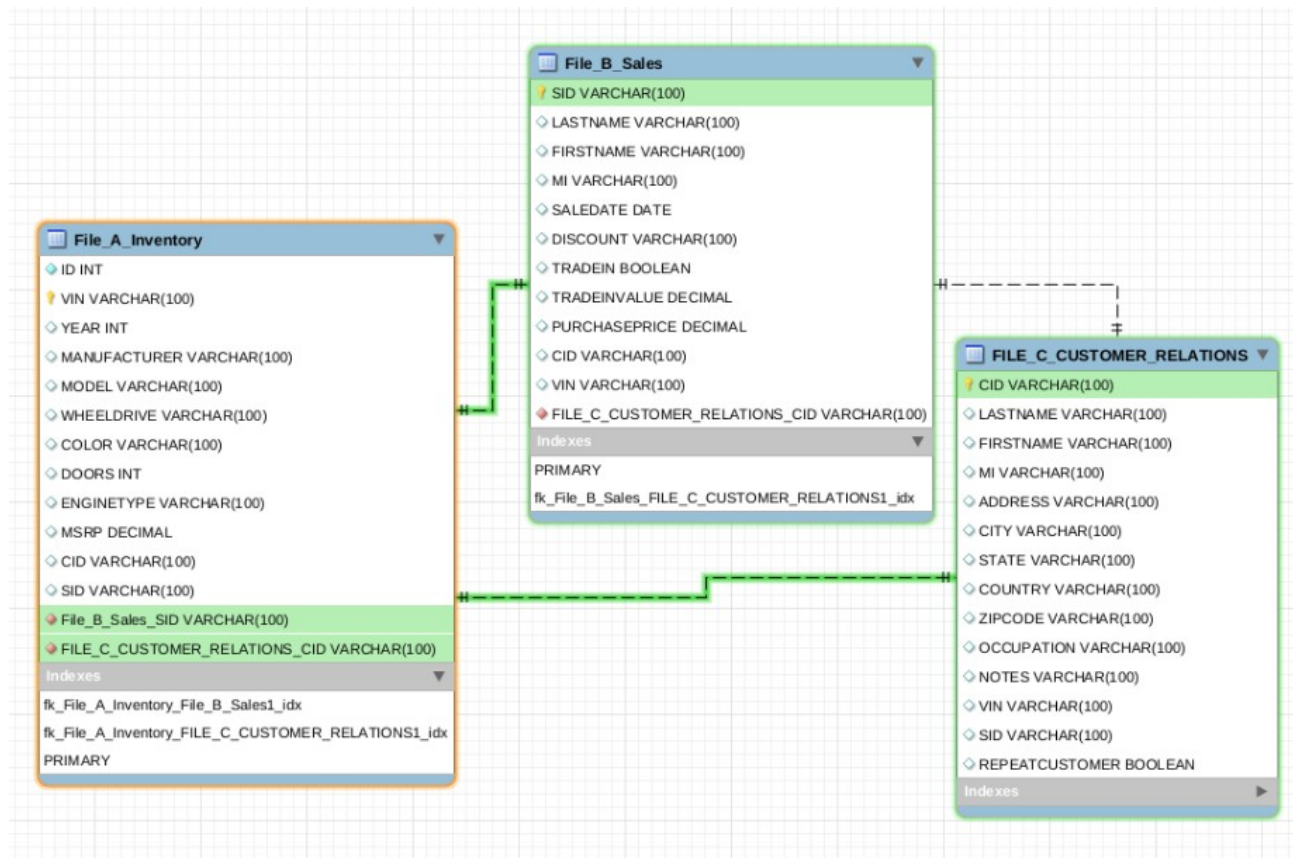 File_A_Inventory
ID INT
VIN VARCHAR(100)
YEAR INT
MANUFACTURER VARCHAR(100)
MODEL VARCHAR(100)
WHEELDRIVE VARCHAR(100)
COLOR VARCHAR(100)
DOORS INT
ENGINETYPE VARCHAR(100)
MSRP DECIMAL
CID VARCHAR(100)
SID VARCHAR(100)
File_B_Sales_SID VARCHAR(100)
FILE_C_CUSTOMER_RELATIONS_CID VARCHAR(100)
Indexes
fk_File_A_Inventory_File_B_Sales1_idx
fk_File_A_Inventory_FILE_C_CUSTOMER_RELATIONS1_idx
PRIMARY
File_B_Sales
SID VARCHAR(100)
LASTNAME VARCHAR(100)
FIRSTNAME VARCHAR(100)
MI VARCHAR(100)
SALEDATE DATE
DISCOUNT VARCHAR(100)
TRADEIN BOOLEAN
TRADEINVALUE DECIMAL
PURCHASEPRICE DECIMAL
CID VARCHAR(100)
VIN VARCHAR(100)
FILE_C_CUSTOMER_RELATIONS_CID VARCHAR(100)
Indexes
PRIMARY
fk_File_B_Sales_FILE_C_CUSTOMER_RELATIONS1_idx
FILE_C_CUSTOMER_RELATIONS
CID VARCHAR(100)
LASTNAME VARCHAR(100)
FIRSTNAME VARCHAR(100)
MI VARCHAR(100)
ADDRESS VARCHAR(100)
CITY VARCHAR(100)
STATE VARCHAR(100)
COUNTRY VARCHAR(100)
ZIPCODE VARCHAR(100)
OCCUPATION VARCHAR(100)
NOTES VARCHAR(100)
VIN VARCHAR(100)
SID VARCHAR(100)
REPEATCUSTOMER BOOLEAN
Indexes